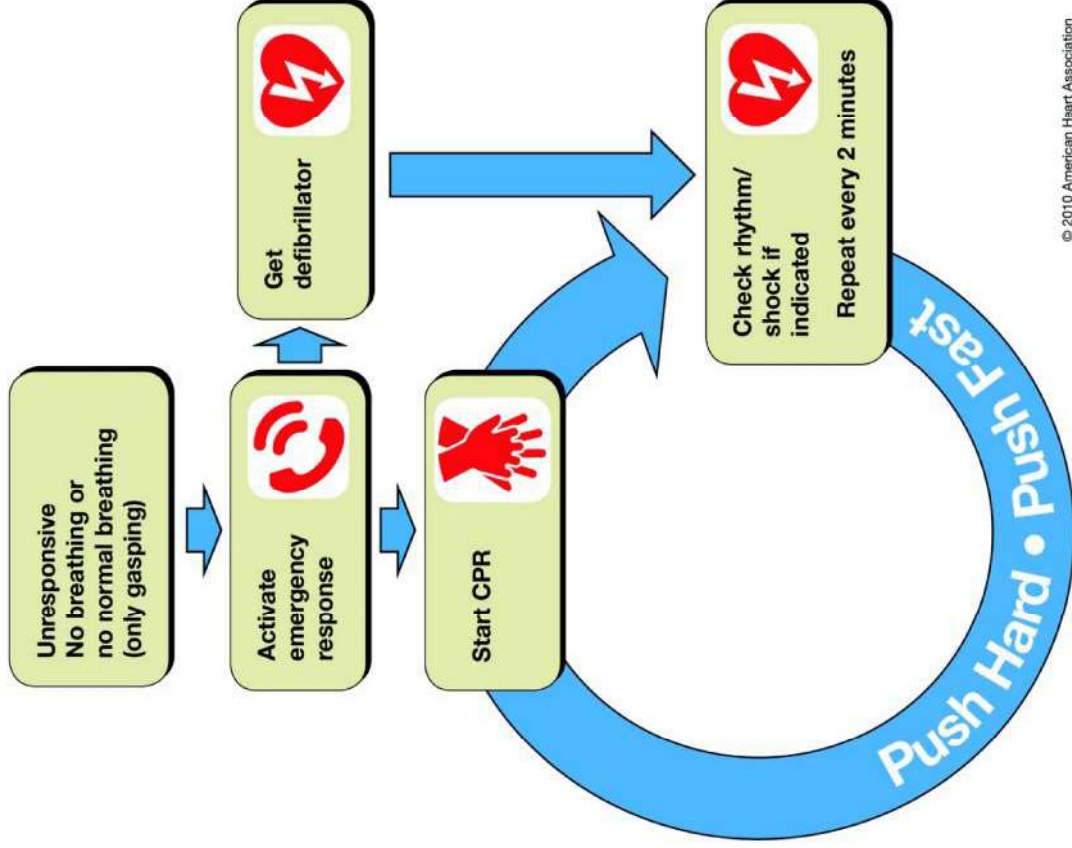 Unresponsive
No breathing or
no normal breathing
(only gasping)
Activate
emergency
response
Get
defibrillator
Start CPR
Check rhythm/
shock if
indicated
Repeat every 2 minutes
Push Hard • Push Fast
© 2010 American Heart Association